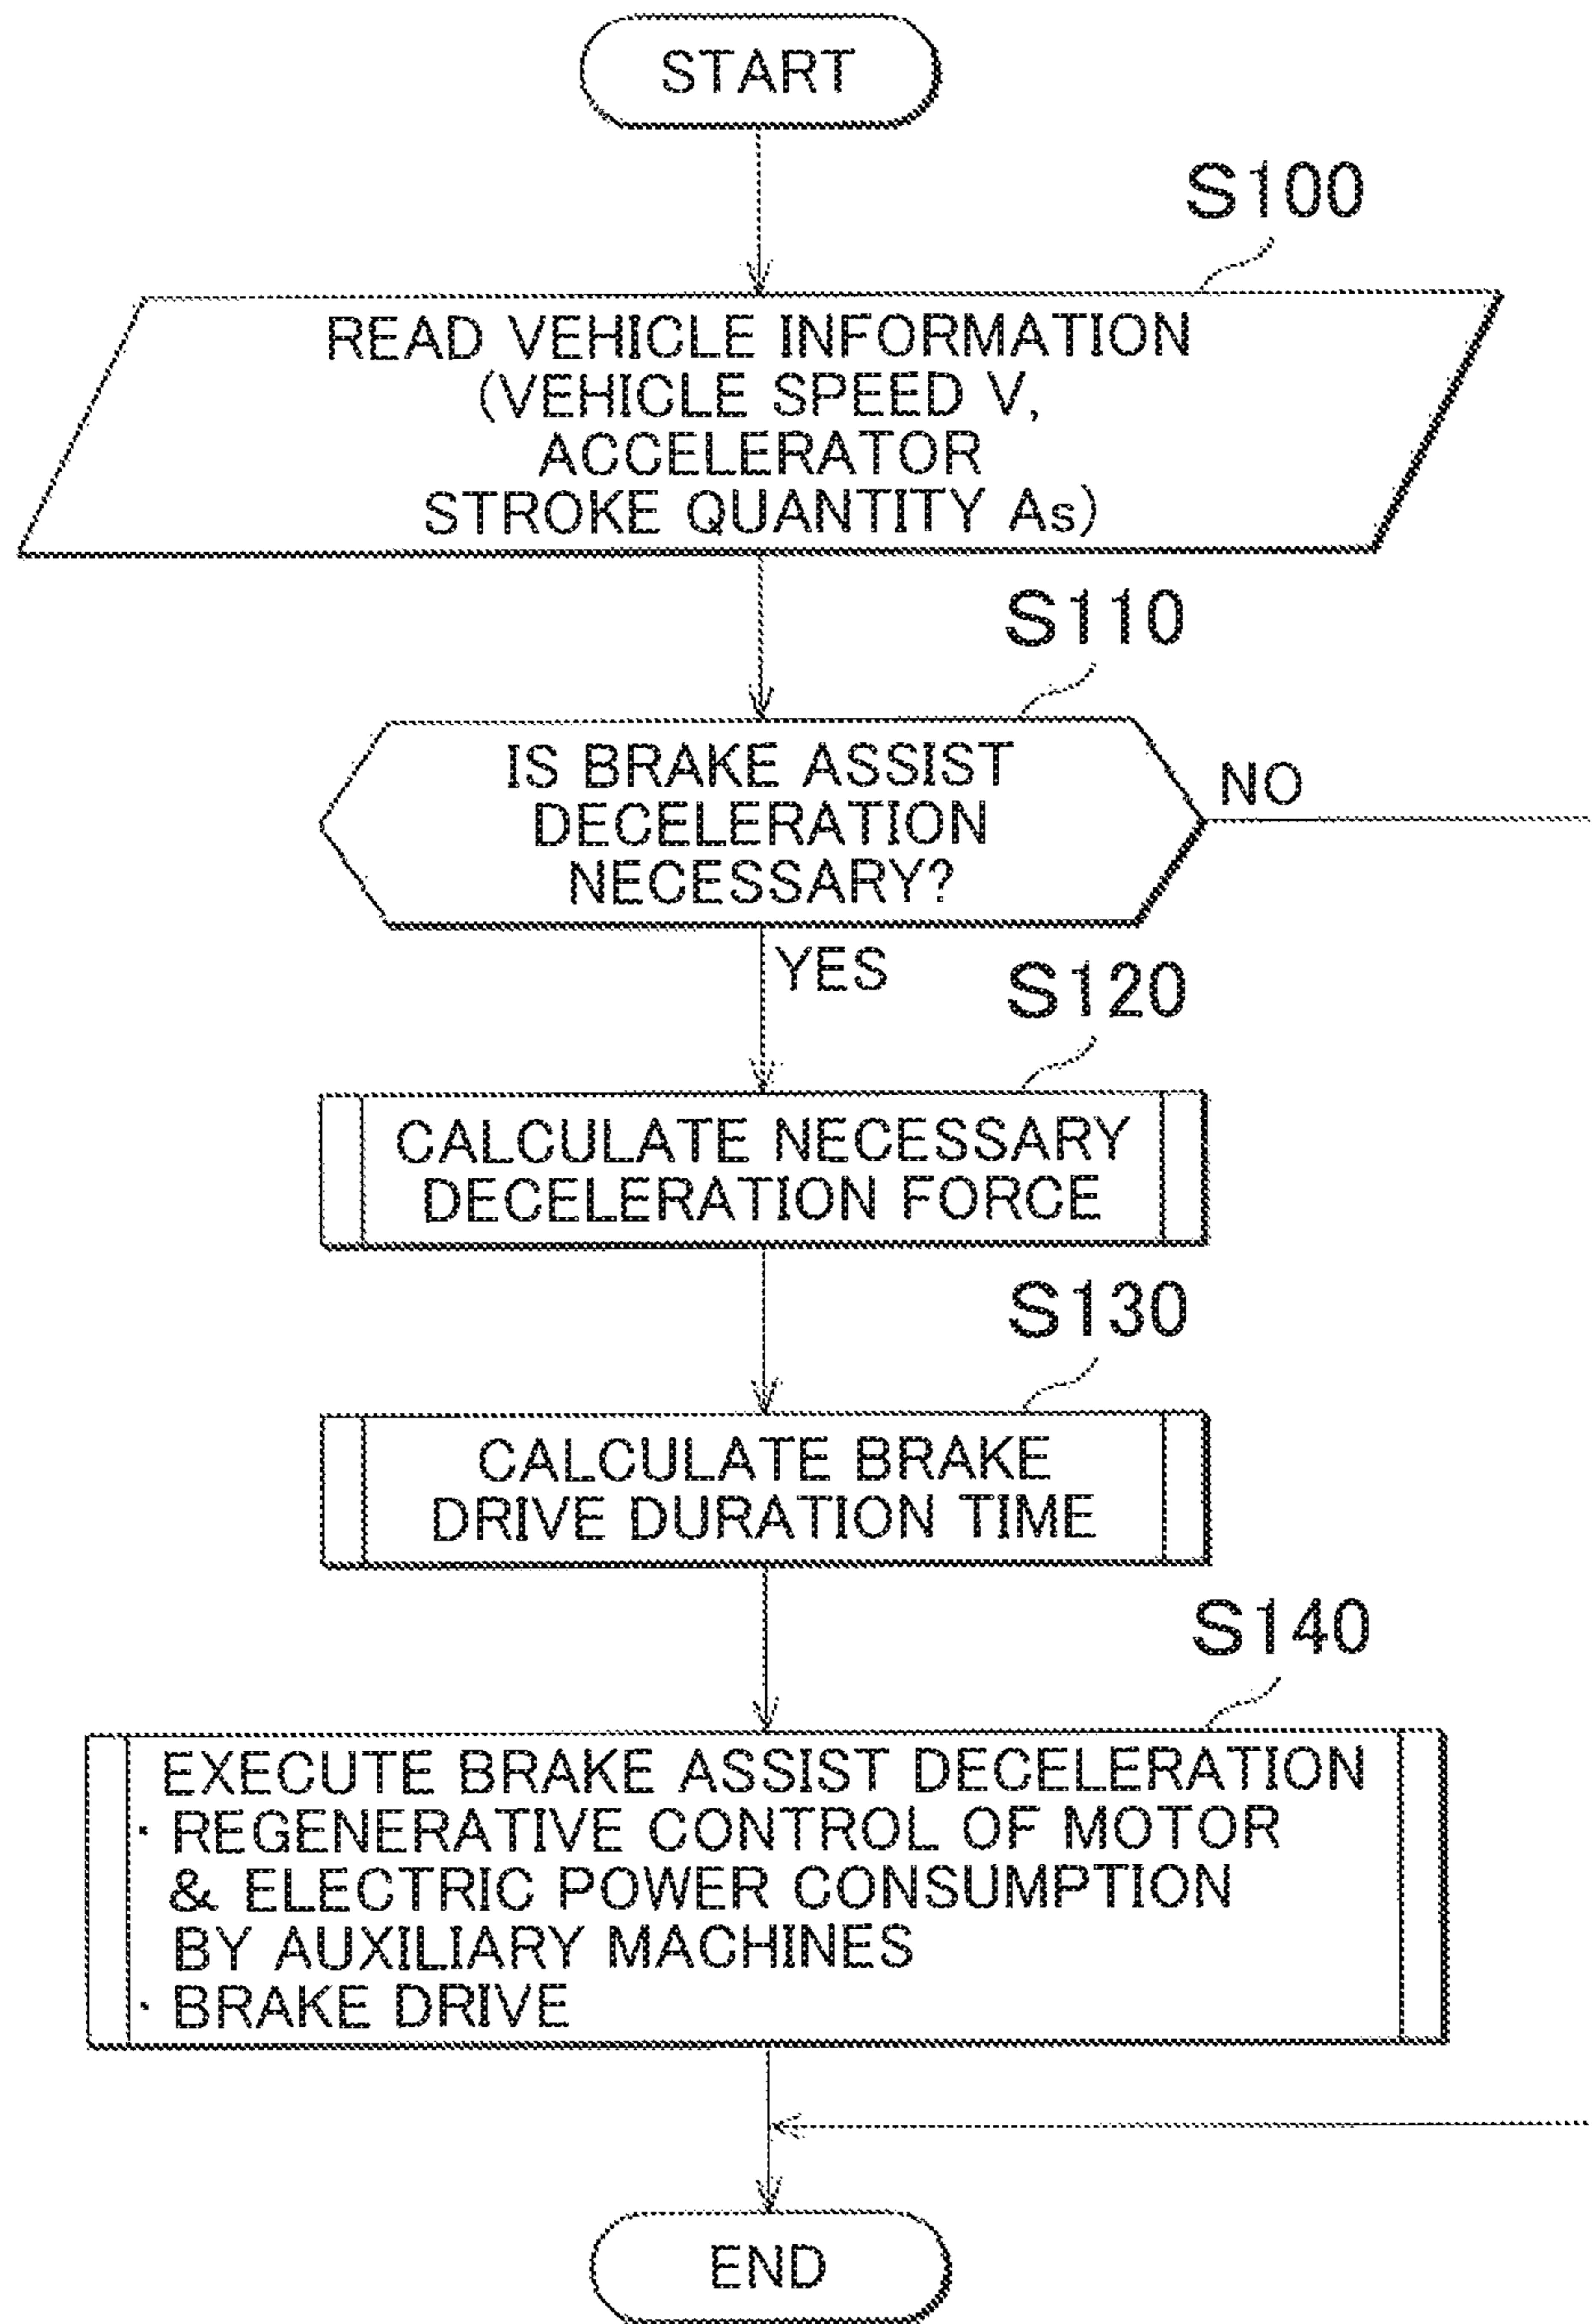 START
S100
READ VEHICLE INFORMATION
(VEHICLE SPEED V,
ACCELERATOR
STROKE QUANTITY As)
S110
IS BRAKE ASSIST
DECELERATION
NECESSARY?
NO
YES
S120
CALCULATE NECESSARY
DECELERATION FORCE
S130
CALCULATE BRAKE
DRIVE DURATION TIME
S140
EXECUTE BRAKE ASSIST DECELERATION
· REGENERATIVE CONTROL OF MOTOR
& ELECTRIC POWER CONSUMPTION
BY AUXILIARY MACHINES
· BRAKE DRIVE
END